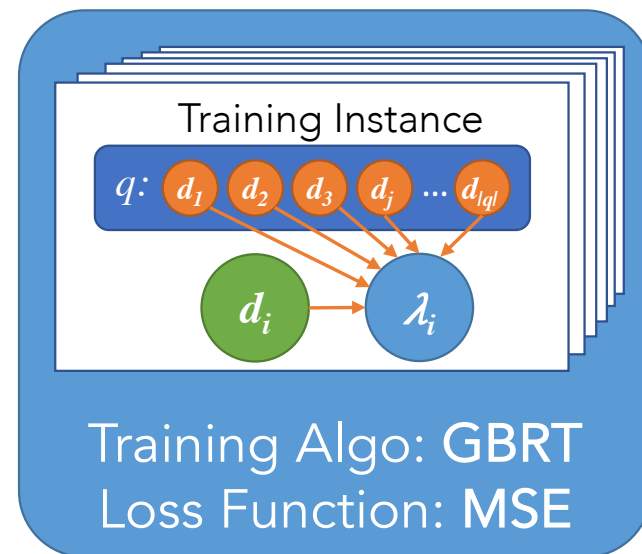 Training Instance
q: d1 d2 d3 dj ... d|q|
di λi
Training Algo: GBRT
Loss Function: MSE